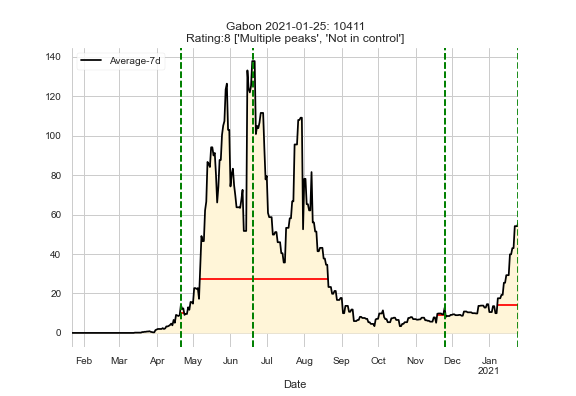 Gabon 2021-01-25: 10411
Rating:8 ['Multiple peaks', 'Not in control']
Average-7d
140
120
100
80
60
40
20
0
Feb Mar Apr May Jun Jul Aug Sep Oct Nov Dec Jan
2021
Date